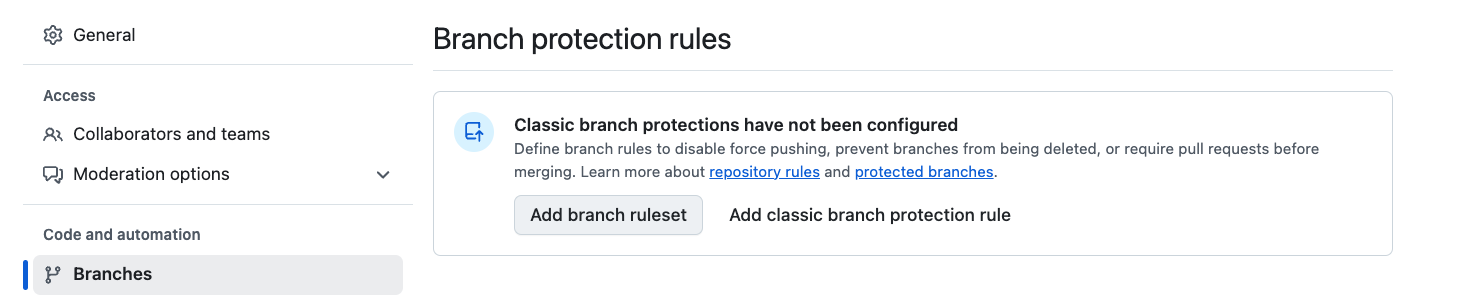 General
Access
Collaborators and teams
Moderation options
Code and automation
Branches
Branch protection rules
Classic branch protections have not been configured
Define branch rules to disable force pushing, prevent branches from being deleted, or require pull requests before
merging. Learn more about repository rules and protected branches.
Add branch ruleset
Add classic branch protection rule